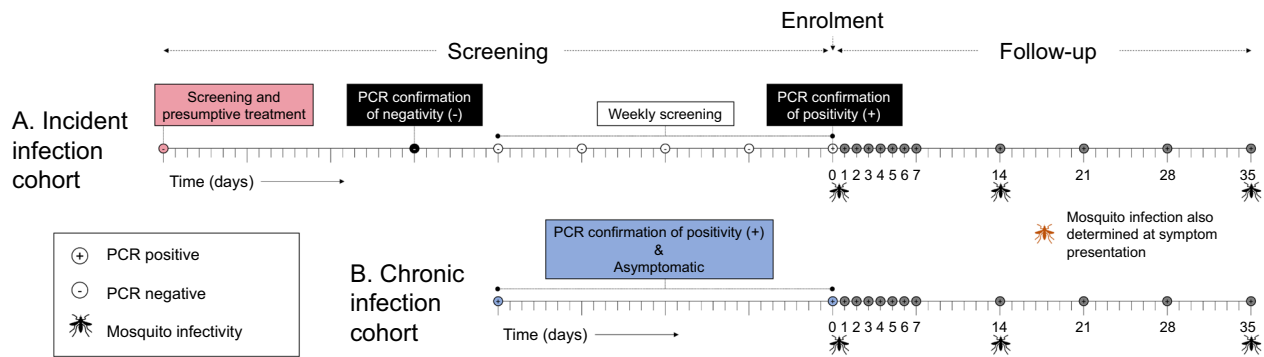 Enrolment
Screening
Follow-up
A. Incident
infection
cohort
Screening and
presumptive treatment
PCR confirmation
of negativity (-)
Weekly screening
PCR confirmation
of positivity (+)
Time (days)
0 1 2 3 4 5 6 7 14 21 28 35
Mosquito infection also
determined at symptom
presentation
PCR positive
PCR negative
Mosquito infectivity
B. Chronic
infection
cohort
PCR confirmation of positivity (+)
&
Asymptomatic
Time (days)
0 1 2 3 4 5 6 7 14 21 28 35